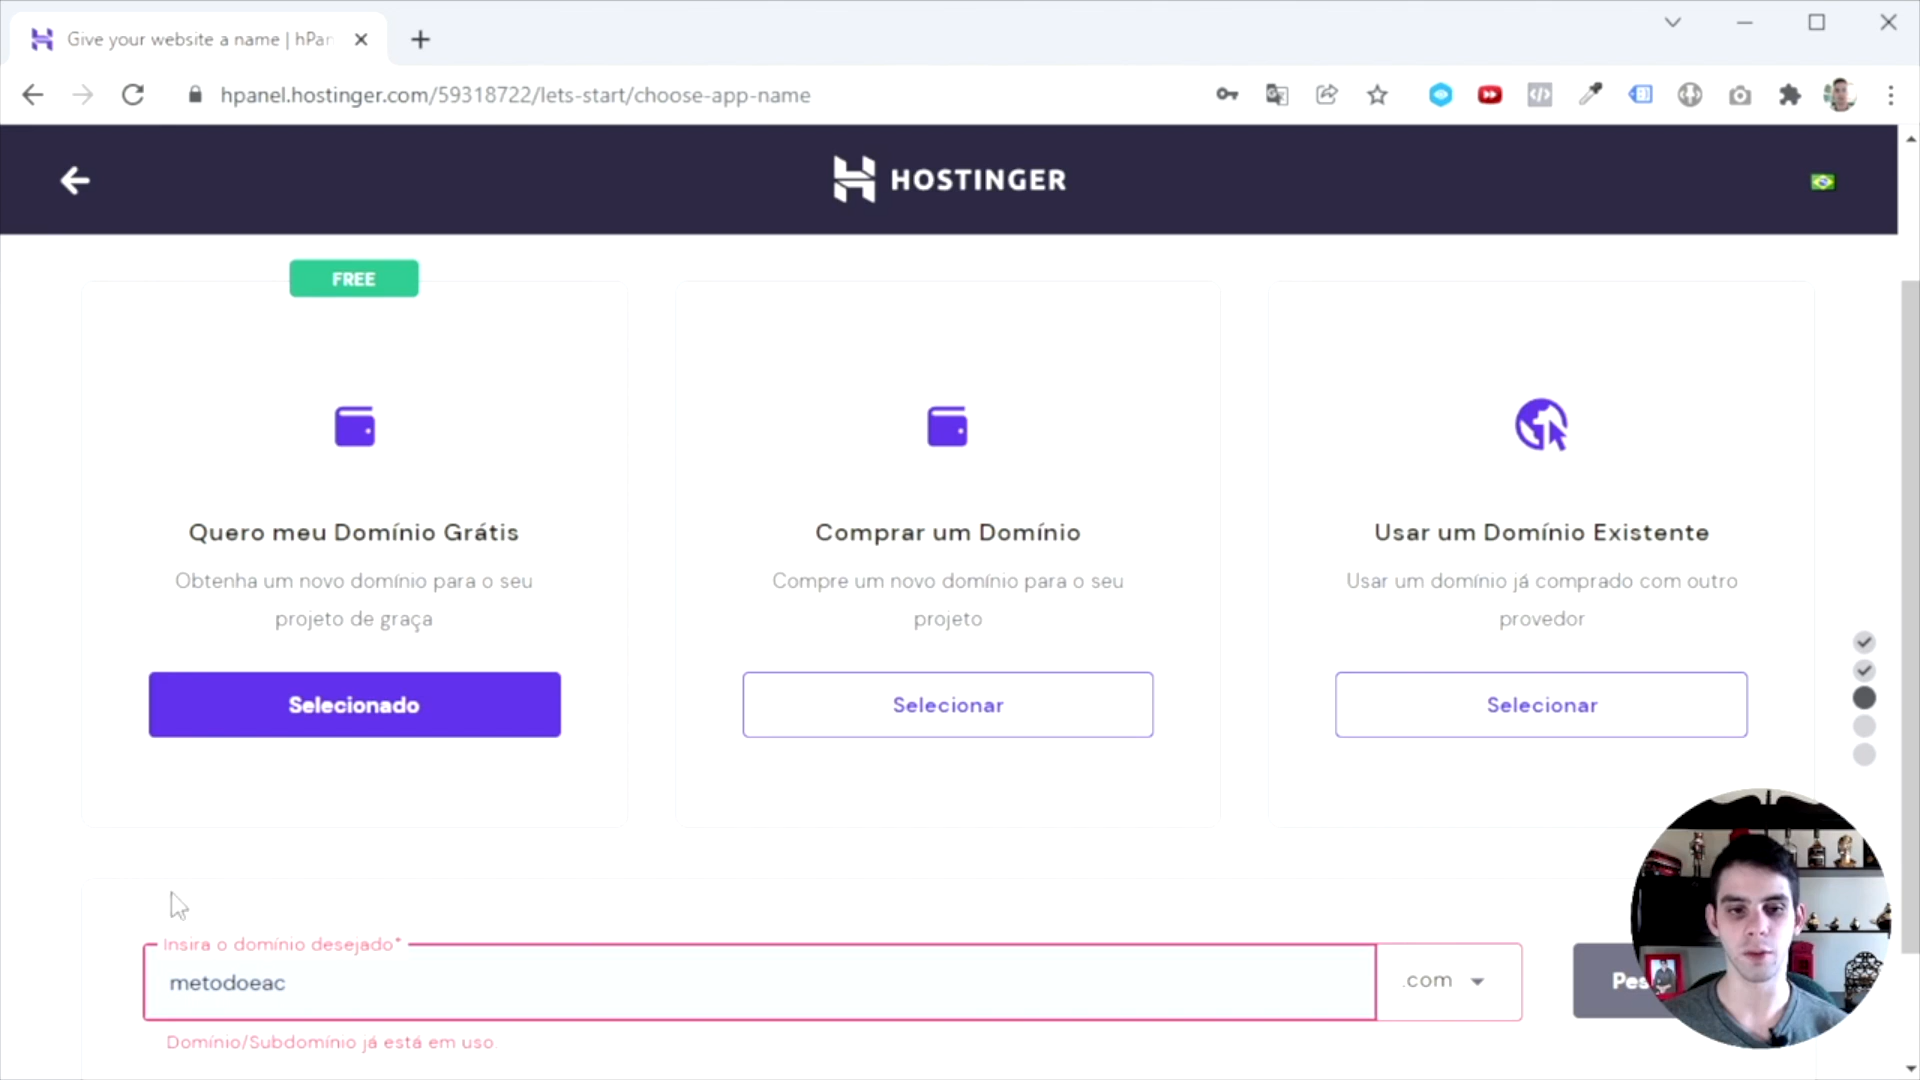 Give your website a name | hPan
hpanel.hostinger.com/59318722/lets-start/choose-app-name
HOSTINGER
FREE
Quero meu Domínio Grátis
Obtenha um novo domínio para o seu
projeto de graça
Selecionado
Comprar um Domínio
Compre um novo domínio para o seu
projeto
Selecionar
Usar um Domínio Existente
Usar um domínio já comprado com outro
provedor
Selecionar
Insira o domínio desejado*
metodoeac
.com
Pes
Domínio/Subdomínio já está em uso.